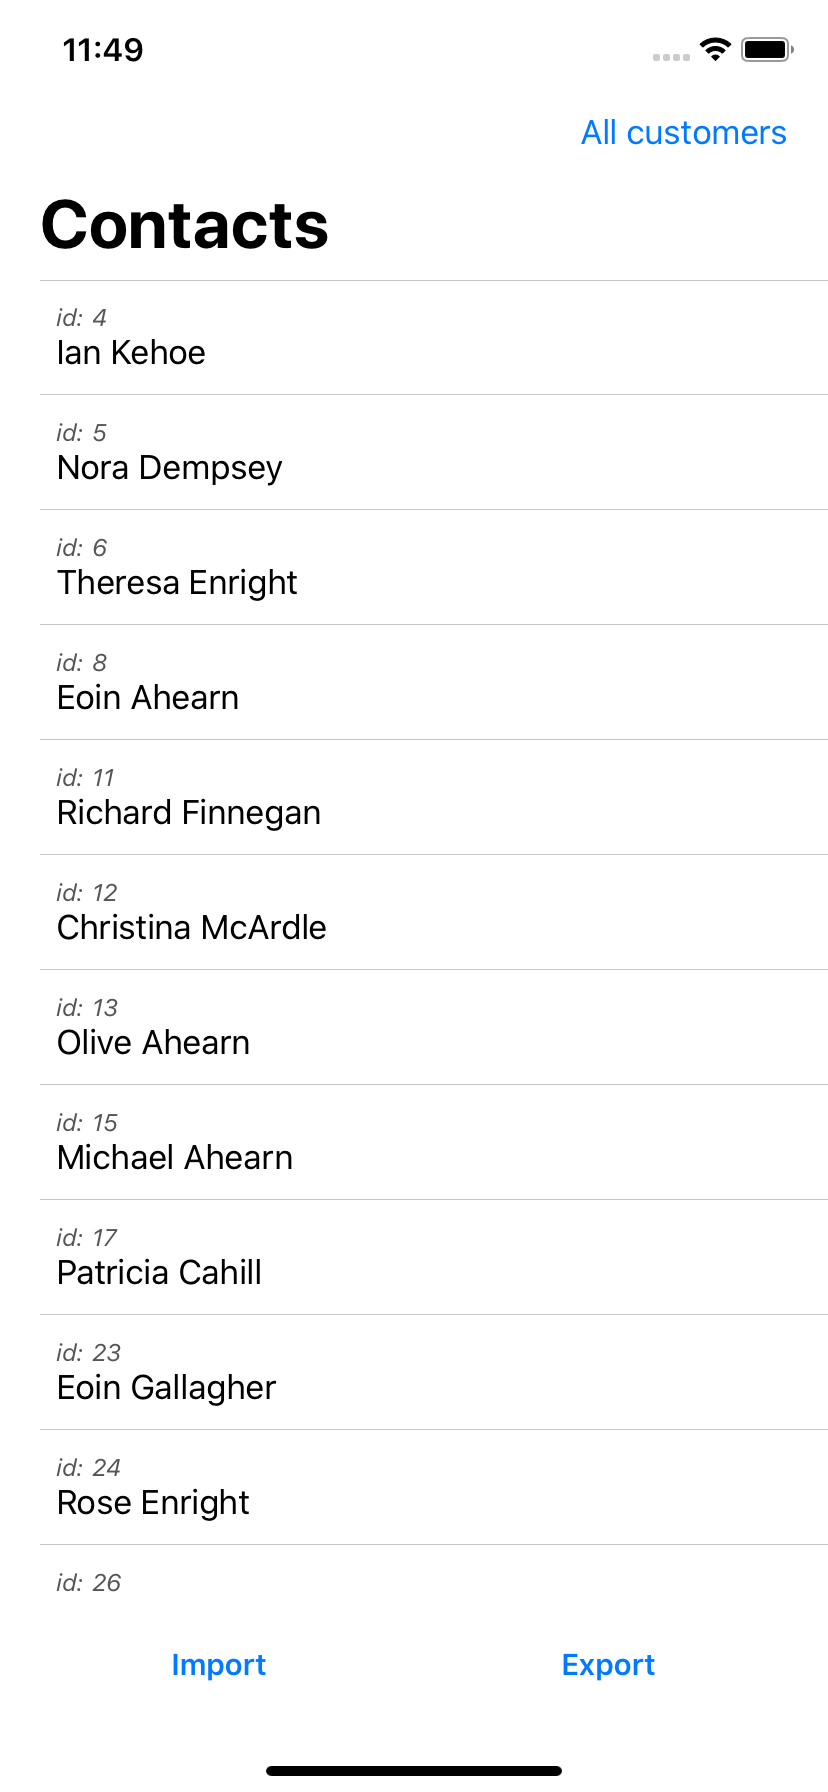 11:49
All customers
Contacts
id: 4
Ian Kehoe
id: 5
Nora Dempsey
id: 6
Theresa Enright
id: 8
Eoin Ahearn
id: 11
Richard Finnegan
id: 12
Christina McArdle
id: 13
Olive Ahearn
id: 15
Michael Ahearn
id: 17
Patricia Cahill
id: 23
Eoin Gallagher
id: 24
Rose Enright
id: 26
Import Export